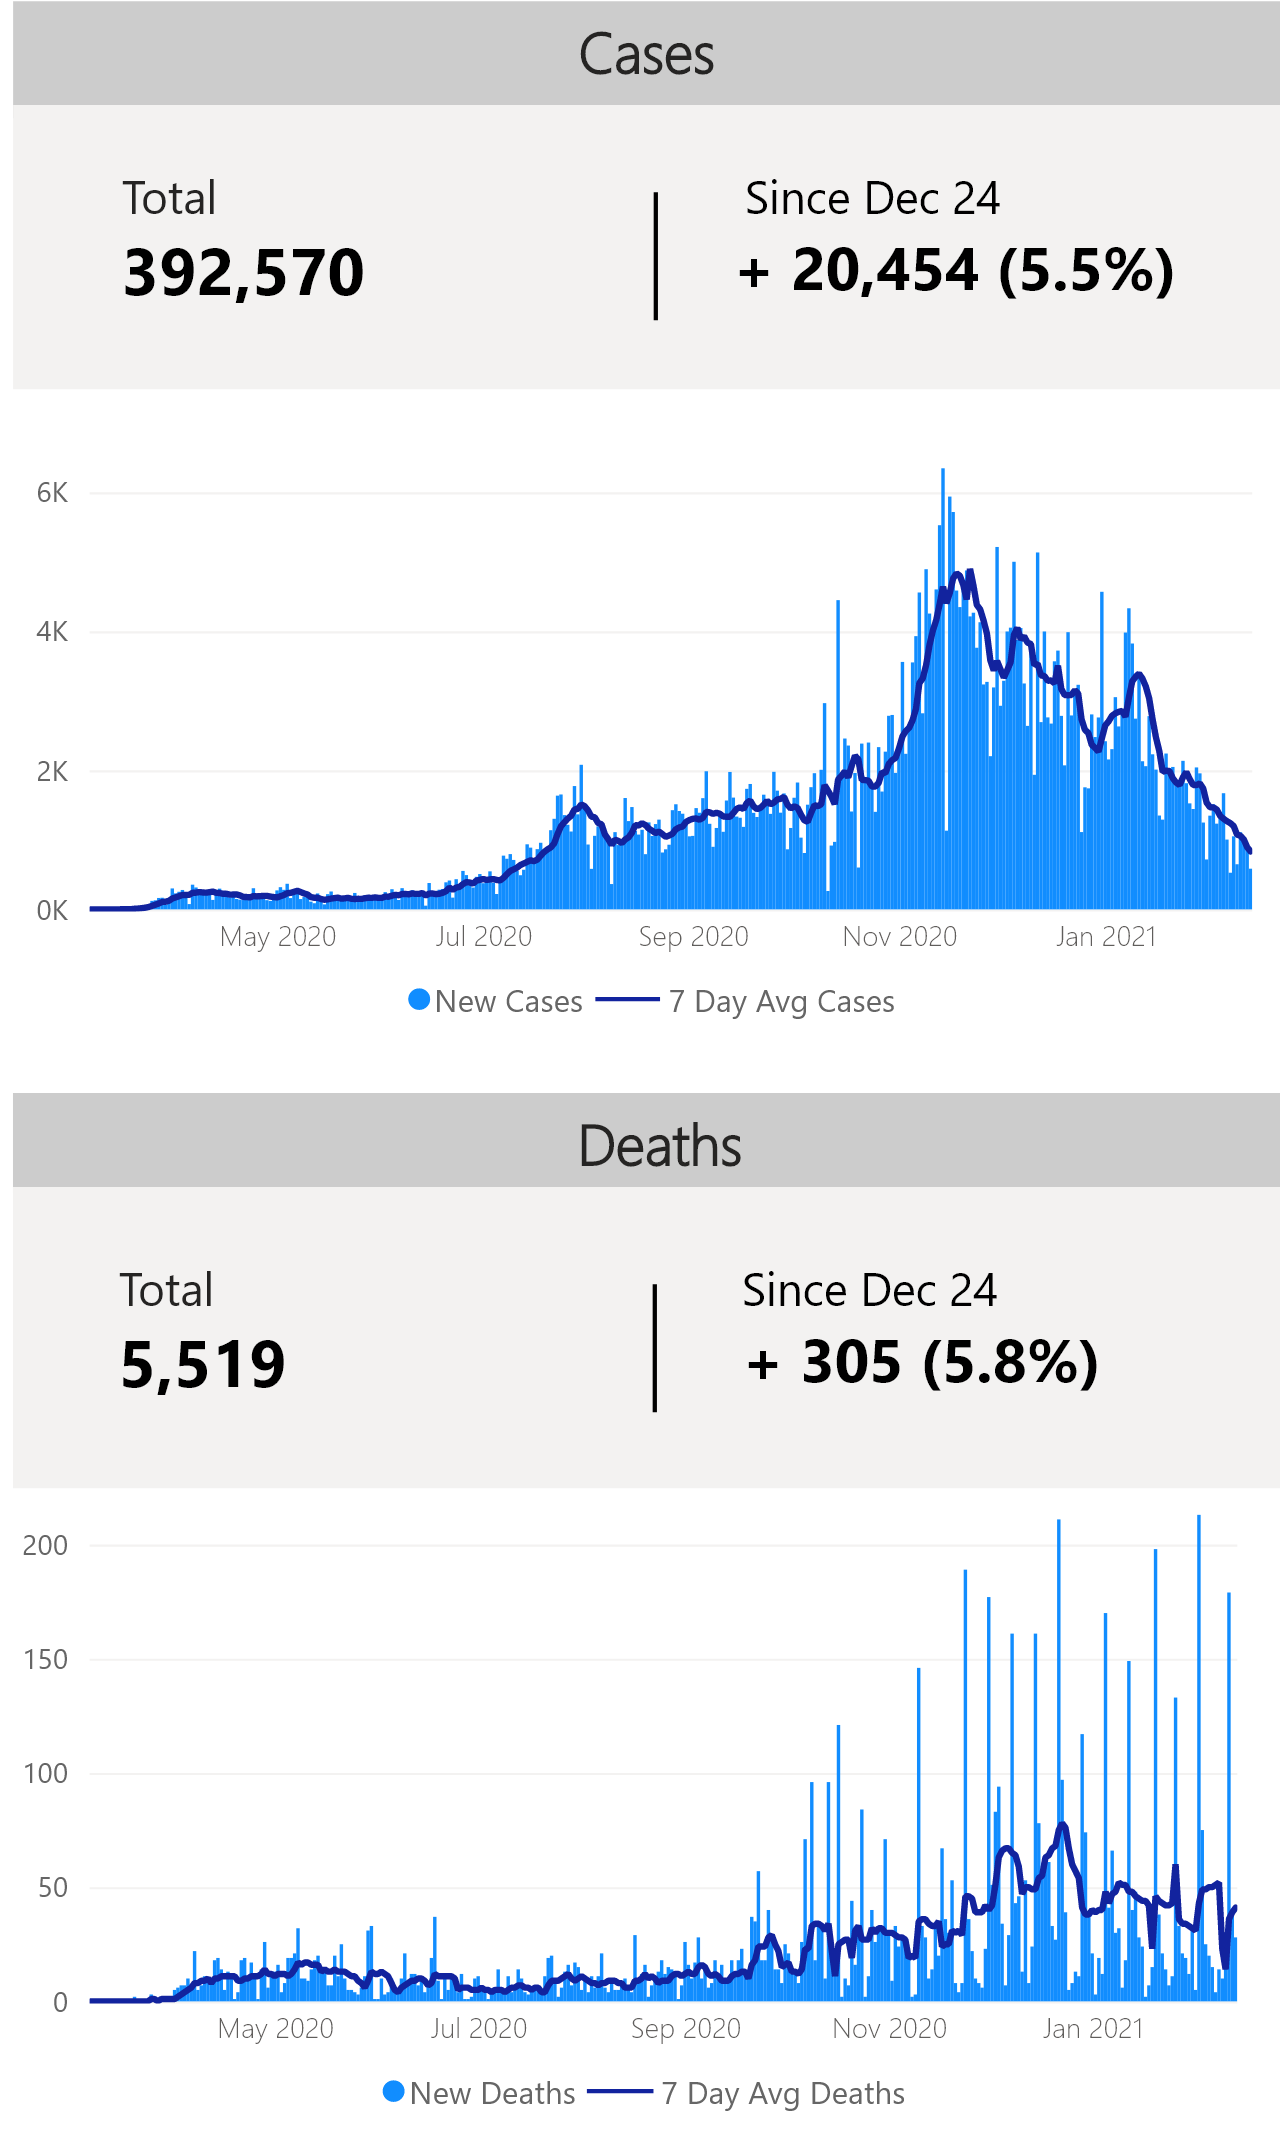 Cases
Total
Since Dec 24
392,570
+ 20,454 (5.5%)
6K
4K
2K
0K
May 2020
Jul 2020
Sep 2020
Nov 2020
Jan 2021
New Cases
7 Day Avg Cases
Deaths
Total
Since Dec 24
5,519
+ 305 (5.8%)
200
150
100
50
0
May 2020
Jul 2020
Sep 2020
Nov 2020
Jan 2021
New Deaths
7 Day Avg Deaths